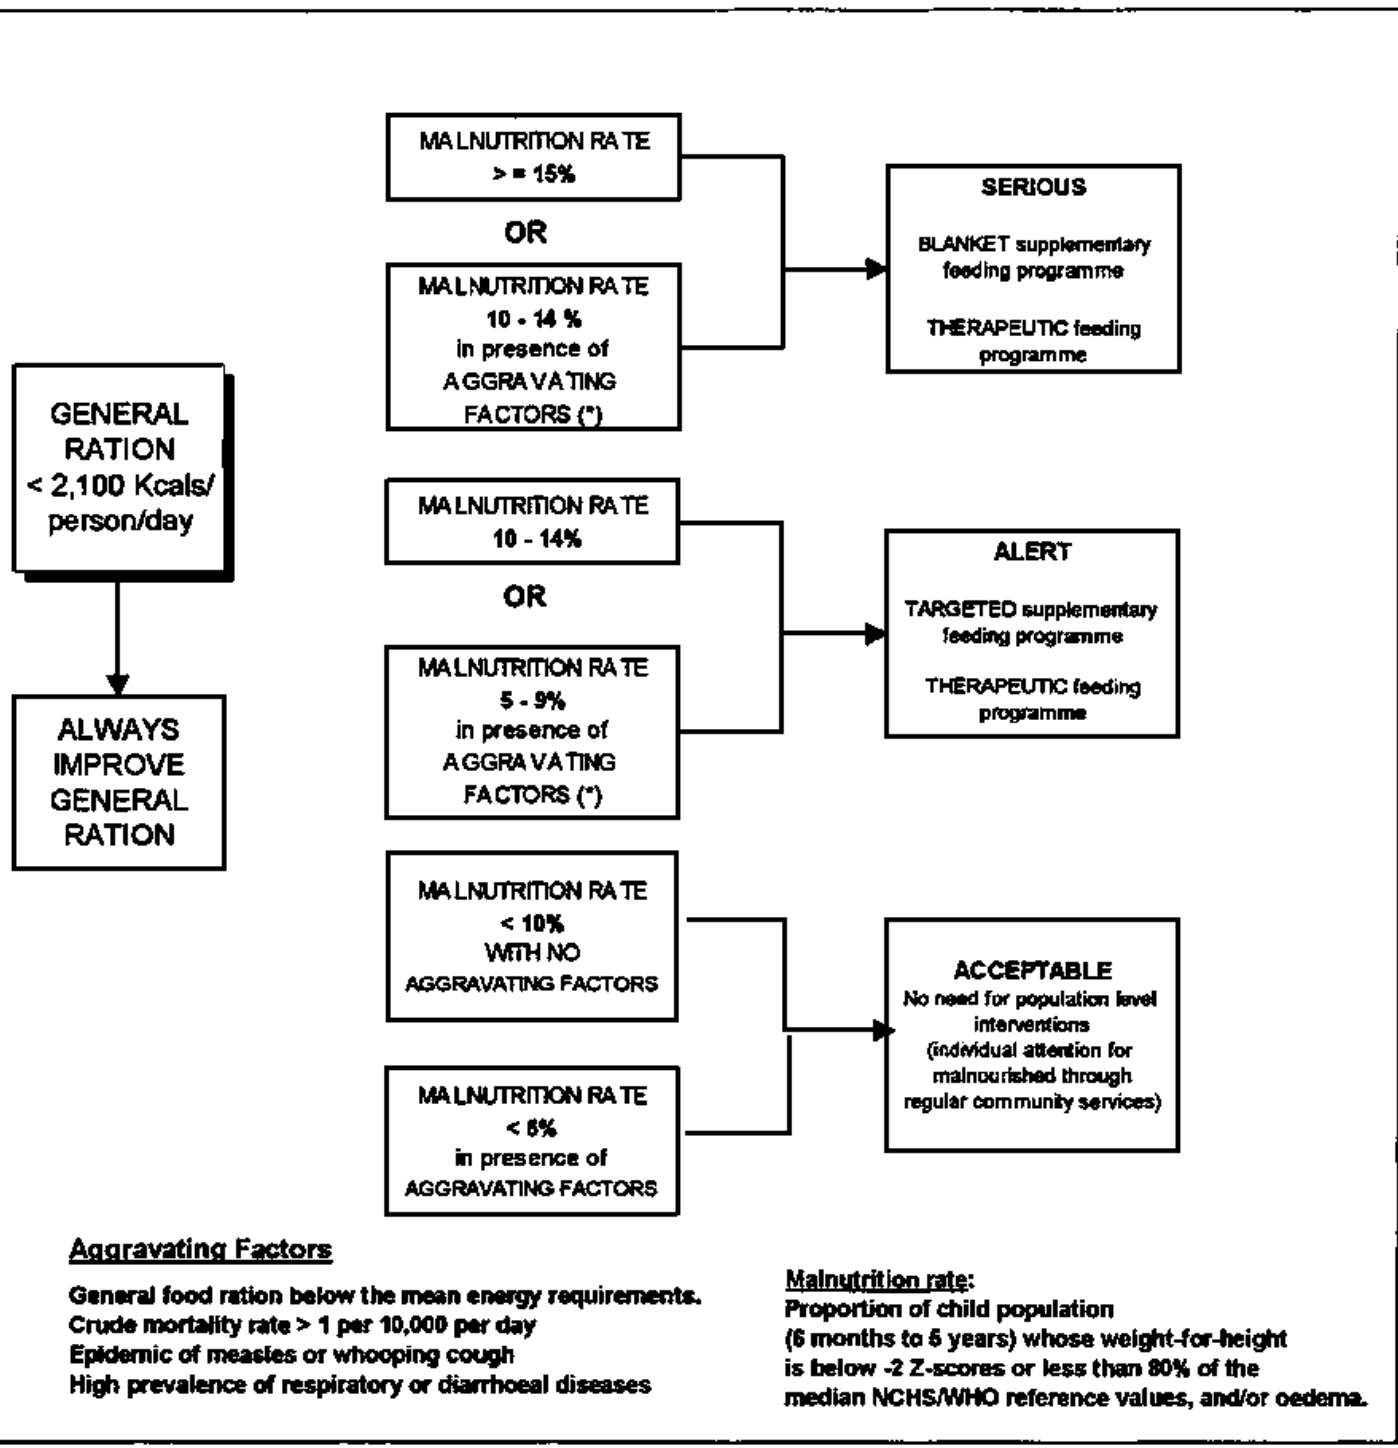 GENERAL
RATION
< 2,100 Kcals/
person/day
ALWAYS
IMPROVE
GENERAL
RATION
MALNUTRITION RATE
> = 15%
OR
MALNUTRITION RATE
10 - 14 %
in presence of
AGGRAVATING
FACTORS (*)
SERIOUS
BLANKET supplementary
feeding programme
THERAPEUTIC feeding
programme
MALNUTRITION RATE
10 - 14%
OR
MALNUTRITION RATE
5 - 9%
in presence of
AGGRAVATING
FACTORS (*)
ALERT
TARGETED supplementary
feeding programme
THERAPEUTIC feeding
programme
MALNUTRITION RATE
< 10%
WITH NO
AGGRAVATING FACTORS
MALNUTRITION RATE
< 5%
in presence of
AGGRAVATING FACTORS
ACCEPTABLE
No need for population level
interventions
(individual attention for
malnourished through
regular community services)
Aggravating Factors
General food ration below the mean energy requirements.
Crude mortality rate > 1 per 10,000 per day
Epidemic of measles or whooping cough
High prevalence of respiratory or diarrhoeal diseases
Malnutrition rate:
Proportion of child population
(6 months to 5 years) whose weight-for-height
is below -2 Z-scores or less than 80% of the
median NCHS/WHO reference values, and/or oedema.